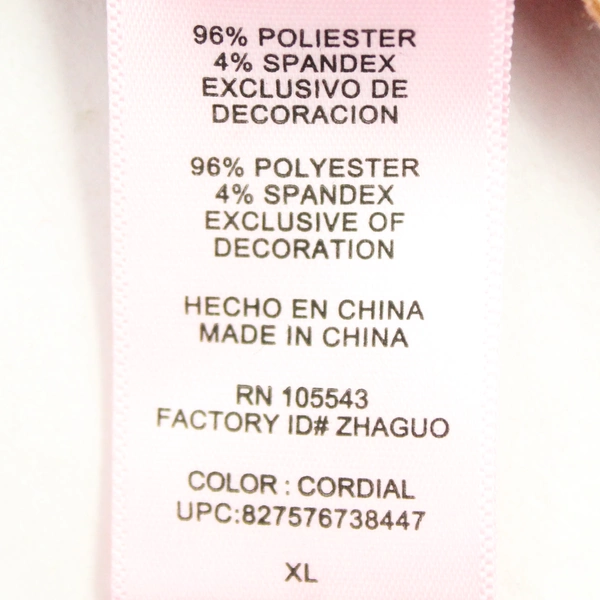 96% POLIESTER
4% SPANDEX
EXCLUSIVO DE
DECORACION
96% POLYESTER
4% SPANDEX
EXCLUSIVE OF
DECORATION
HECHO EN CHINA
MADE IN CHINA
RN 105543
FACTORY ID# ZHAGUO
COLOR : CORDIAL
UPC:827576738447
XL